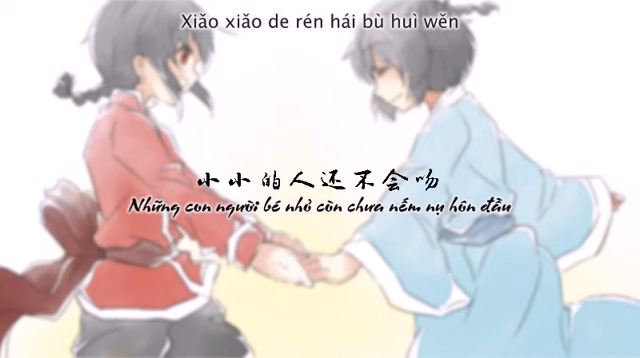 Xiǎo xiǎo de rén hái bù huì wěn
小小的人还不会吻
Những con người bé nhỏ còn chưa nếm nụ hôn đầu